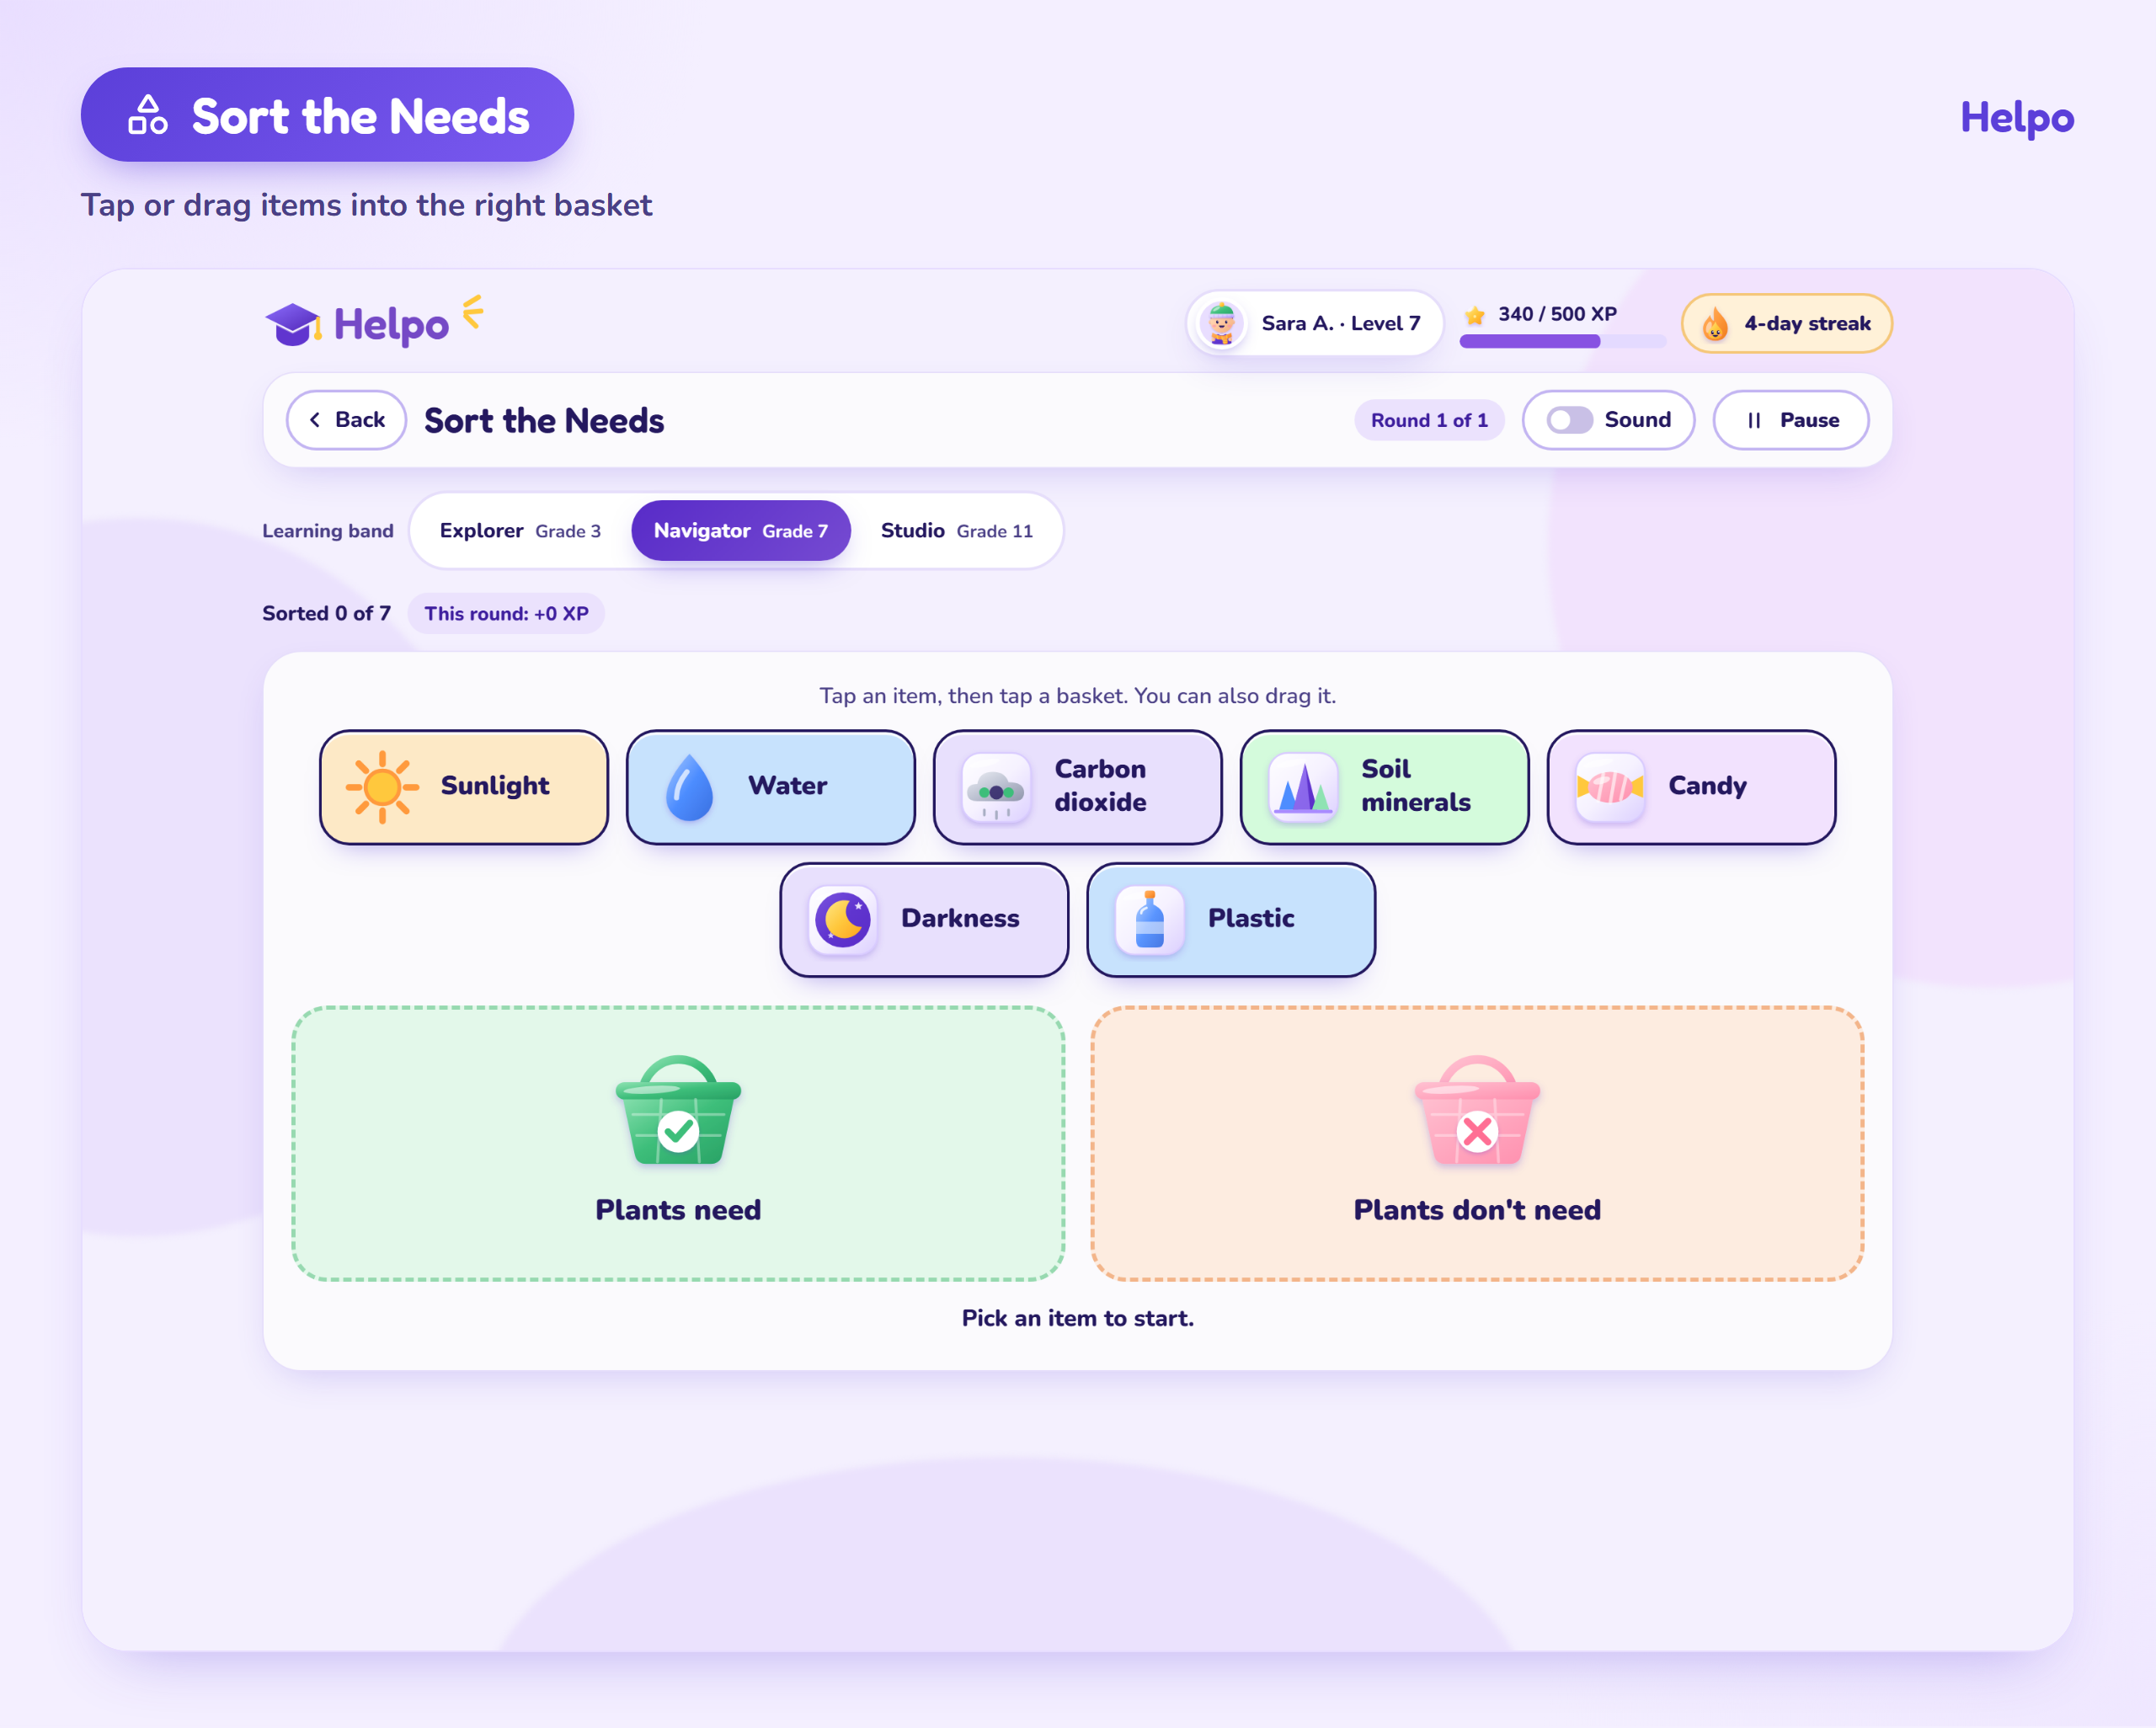 Sort the Needs
Helpo
Tap or drag items into the right basket
Helpo
Sara A. · Level 7
340 / 500 XP
4-day streak
Back
Sort the Needs
Round 1 of 1
Sound
Pause
Learning band
Explorer Grade 3
Navigator Grade 7
Studio Grade 11
Sorted 0 of 7
This round: +0 XP
Tap an item, then tap a basket. You can also drag it.
Sunlight
Water
Carbon
dioxide
Soil
minerals
Candy
Darkness
Plastic
Plants need
Plants don't need
Pick an item to start.